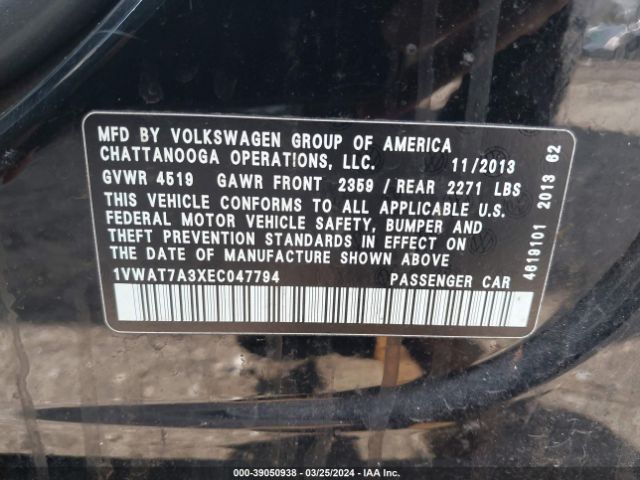 MFD BY VOLKSWAGEN GROUP OF AMERICA
CHATTANOOGA OPERATIONS, LLC. 11/2013
GVWR 4519 GAWR FRONT 2359 / REAR 2271 LBS
THIS VEHICLE CONFORMS TO ALL APPLICABLE U.S.
FEDERAL MOTOR VEHICLE SAFETY, BUMPER AND
THEFT PREVENTION STANDARDS IN EFFECT ON
THE DATE OF MANUFACTURE SHOWN ABOVE
1VWAT7A3XEC047794 PASSENGER CAR
4619101 2013 62
000-39050938 - 03/25/2024 - IAA Inc.